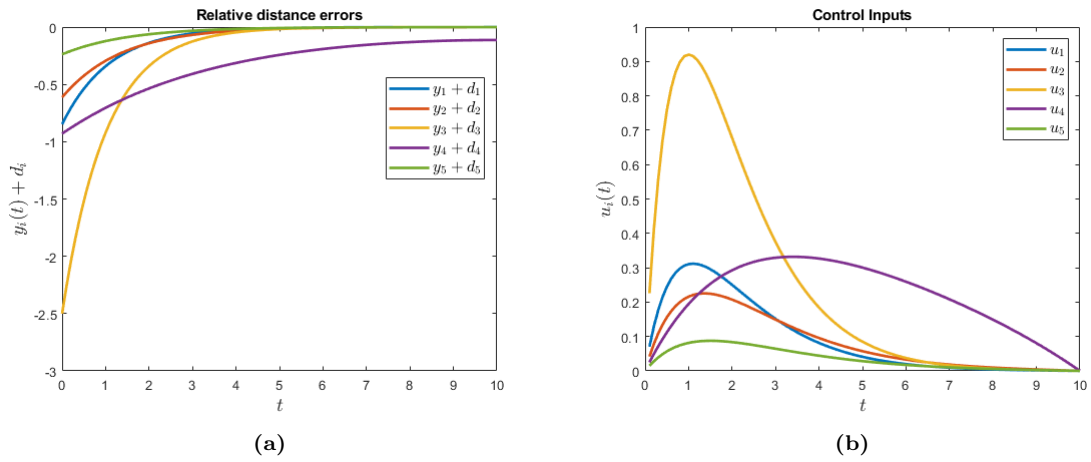 Relative distance errors
0
-0.5
-1
-1.5
-2
-2.5
-3
y_i(t) + d_i
0 1 2 3 4 5 6 7 8 9 10
t
y_1 + d_1
y_2 + d_2
y_3 + d_3
y_4 + d_4
y_5 + d_5
(a)
Control Inputs
1
0.9
0.8
0.7
0.6
0.5
0.4
0.3
0.2
0.1
0
u_i(t)
0 1 2 3 4 5 6 7 8 9 10
t
u_1
u_2
u_3
u_4
u_5
(b)